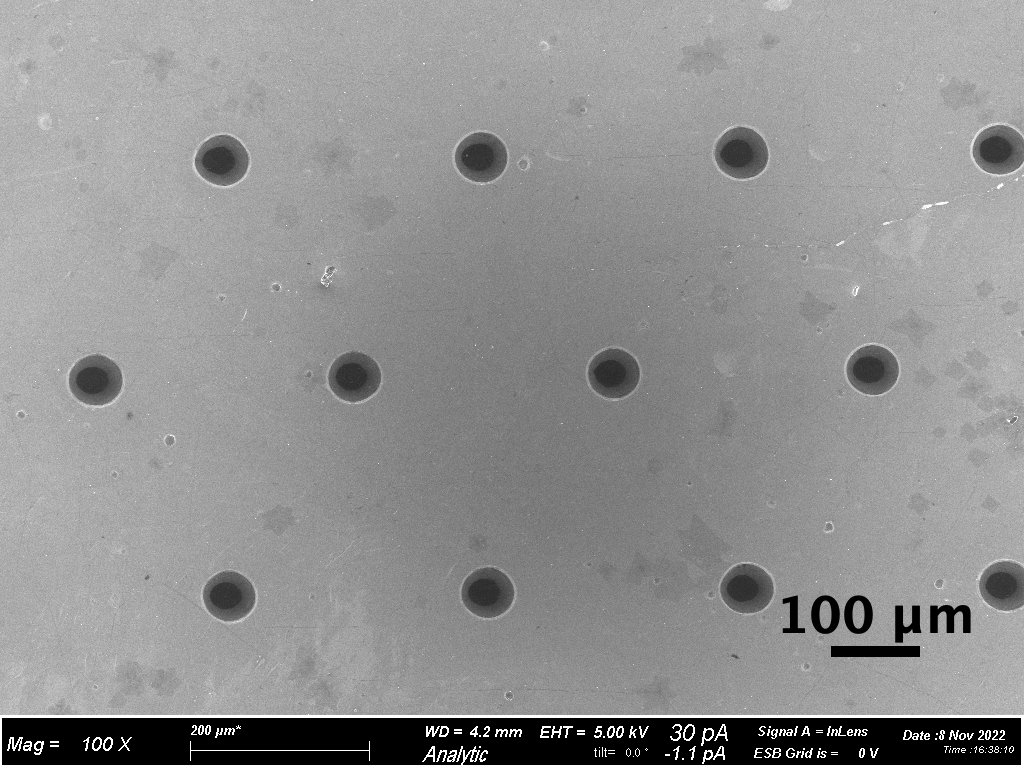 100 µm
200 µm*
WD = 4.2 mm EHT = 5.00 kV 30 pA Signal A = InLens Date :8 Nov 2022
Mag = 100 X Analytic tilt= 0.0 ° -1.1 pA ESB Grid is = 0 V Time :16:38:10